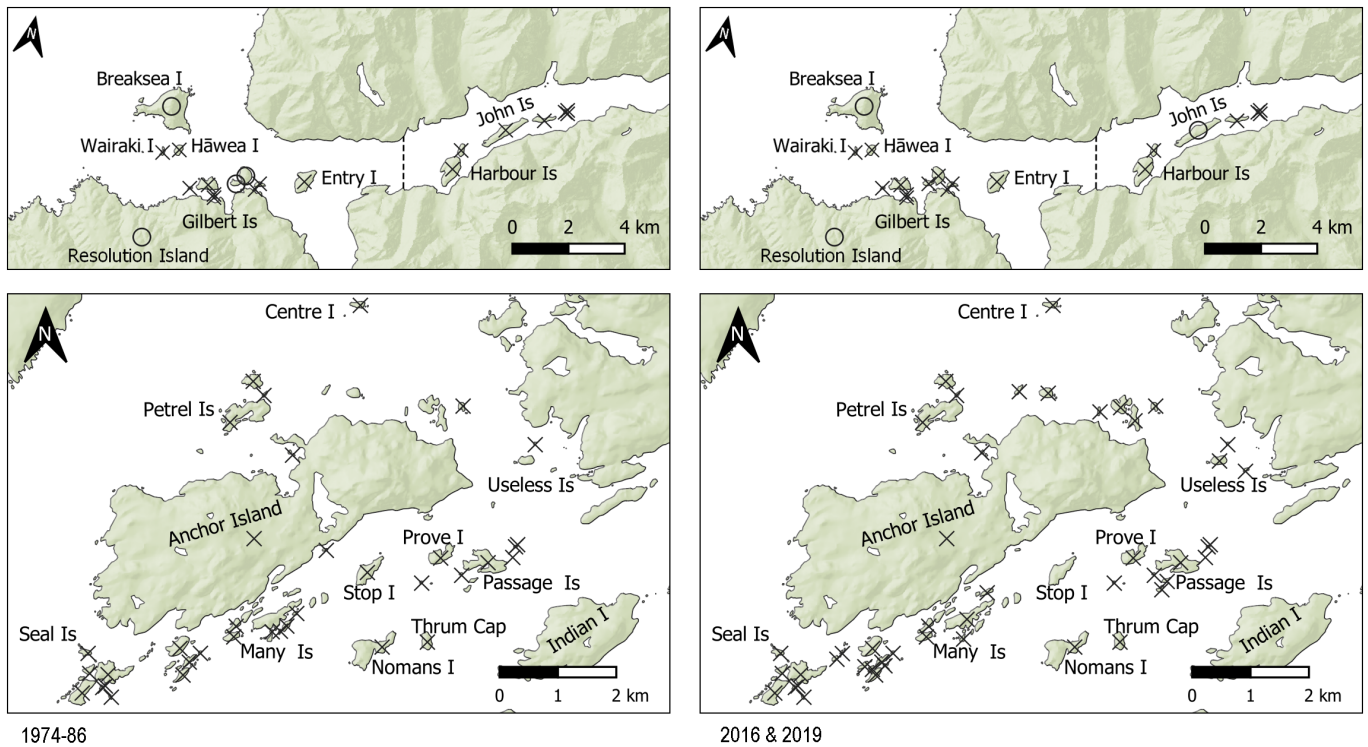 N
Breaksea I
John Is
Wairaki I
Hāwea I
Entry I
Harbour Is
Gilbert Is
0 2 4 km
Resolution Island
N
Breaksea I
John Is
Wairaki I
Hāwea I
Entry I
Harbour Is
Gilbert Is
0 2 4 km
Resolution Island
Centre I
N
Petrel Is
Useless Is
Anchor Island
Prove I
Stop I
Passage Is
Seal Is
Many Is
Thrum Cap
Indian I
Nomans I
0 1 2 km
Centre I
N
Petrel Is
Useless Is
Anchor Island
Prove I
Stop I
Passage Is
Seal Is
Many Is
Thrum Cap
Indian I
Nomans I
0 1 2 km
1974-86
2016 & 2019